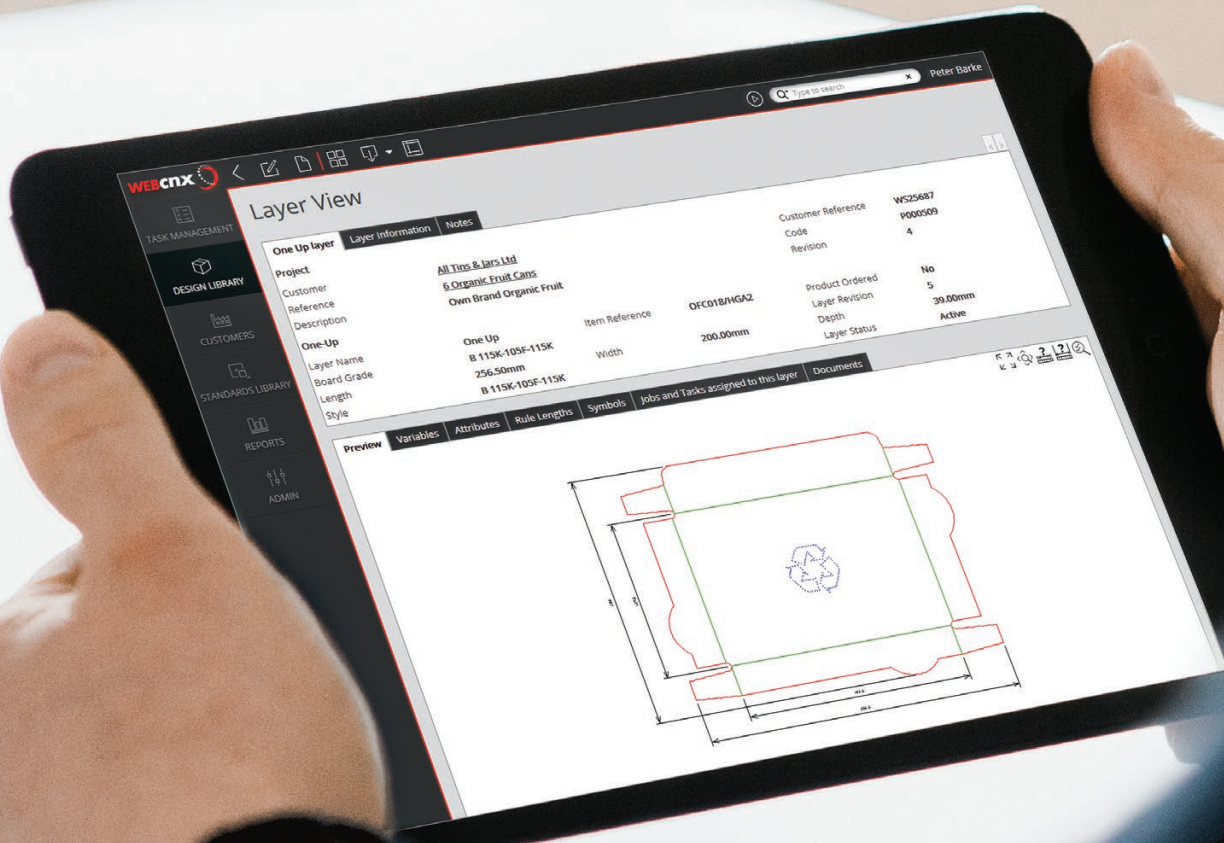 Type to search
Peter Barke
WEBcnx
TASK MANAGEMENT
DESIGN LIBRARY
CUSTOMERS
STANDARDS LIBRARY
REPORTS
ADMIN
Layer View
One Up layer Layer Information Notes
Project
Customer All Tins & Jars Ltd Customer Reference WS25687
Reference 6 Organic Fruit Cans Code P000509
Description Own Brand Organic Fruit Revision 4
One-Up
Layer Name One Up Item Reference OFC018/HGA2 Product Ordered No
Board Grade B 115K-105F-115K Layer Revision 5
Length 256.50mm Width 200.00mm Depth 39.00mm
Style B 115K-105F-115K Layer Status Active
Preview Variables Attributes Rule Lengths Symbols Jobs and Tasks assigned to this layer Documents